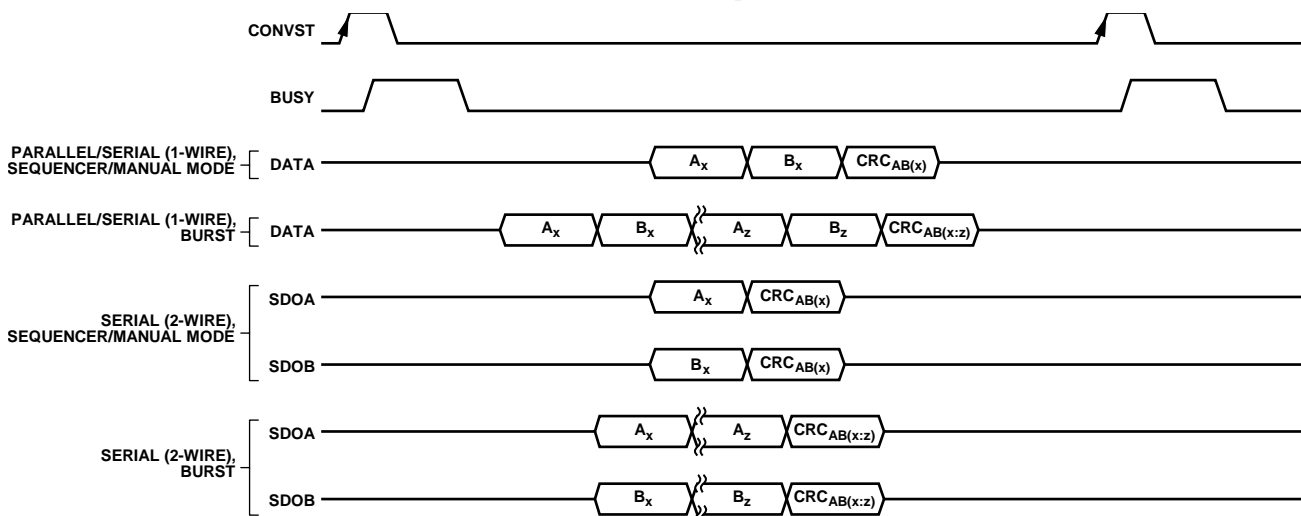 CONVST
BUSY
PARALLEL/SERIAL (1-WIRE),
SEQUENCER/MANUAL MODE
DATA
Ax
Bx
CRCAB(x)
PARALLEL/SERIAL (1-WIRE),
BURST
DATA
Ax
Bx
Az
Bz
CRCAB(x:z)
SERIAL (2-WIRE),
SEQUENCER/MANUAL MODE
SDOA
Ax
CRCAB(x)
SDOB
Bx
CRCAB(x)
SERIAL (2-WIRE),
BURST
SDOA
Ax
Az
CRCAB(x:z)
SDOB
Bx
Bz
CRCAB(x:z)